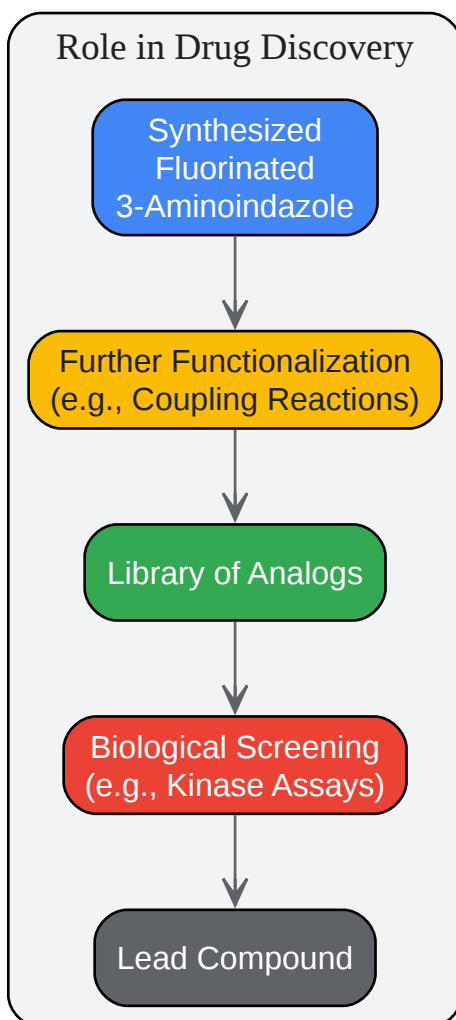 Role in Drug Discovery
Synthesized
Fluorinated
3-Aminoindazole
Further Functionalization
(e.g., Coupling Reactions)
Library of Analogs
Biological Screening
(e.g., Kinase Assays)
Lead Compound